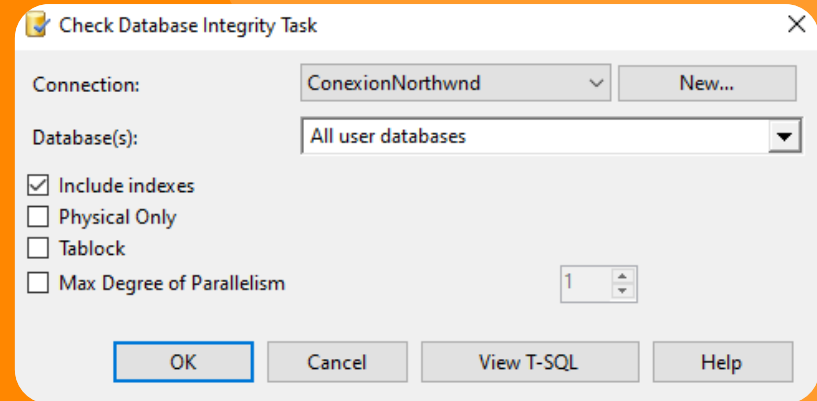 Check Database Integrity Task
Connection: ConexionNorthwnd New...
Database(s): All user databases
Include indexes
Physical Only
Tablock
Max Degree of Parallelism 1
OK Cancel View T-SQL Help